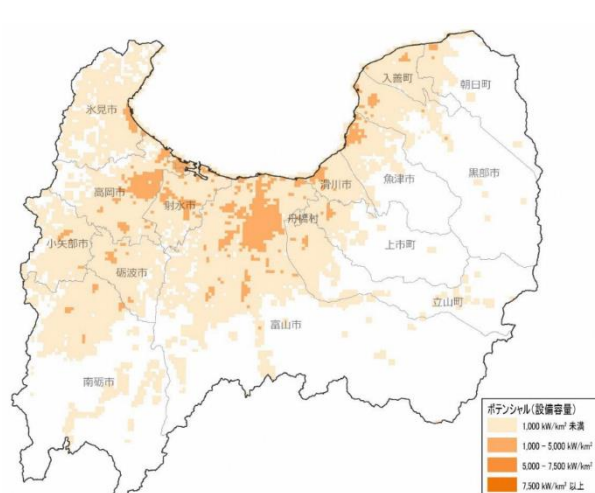 入善町
朝日町
氷見市
黒部市
魚津市
滑川市
高岡市
射水市
舟橋村
上市町
小矢部市
砺波市
立山町
富山市
南砺市
ポテンシャル(設備容量)
1,000 kW/km² 未満
1,000 - 5,000 kW/km²
5,000 - 7,500 kW/km²
7,500 kW/km² 以上